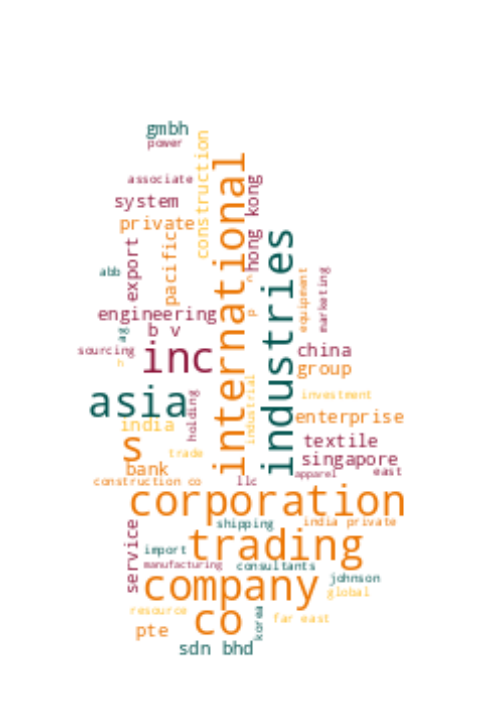 gmbh
power
construction
international
associate
hong kong
system
private
pacific
export
industries
abb
equipment
marketing
c
p
engineering
b v
ag
sourcing
h
inc
china
group
asia
holding
industrial
investment
india
enterprise
s
textile
trade
singapore
bank
apparel
east
construction co
llc
corporation
shipping
india private
service
trading
import
manufacturing
consultants
company
johnson
global
resource
co
korea
far east
pte
sdn bhd